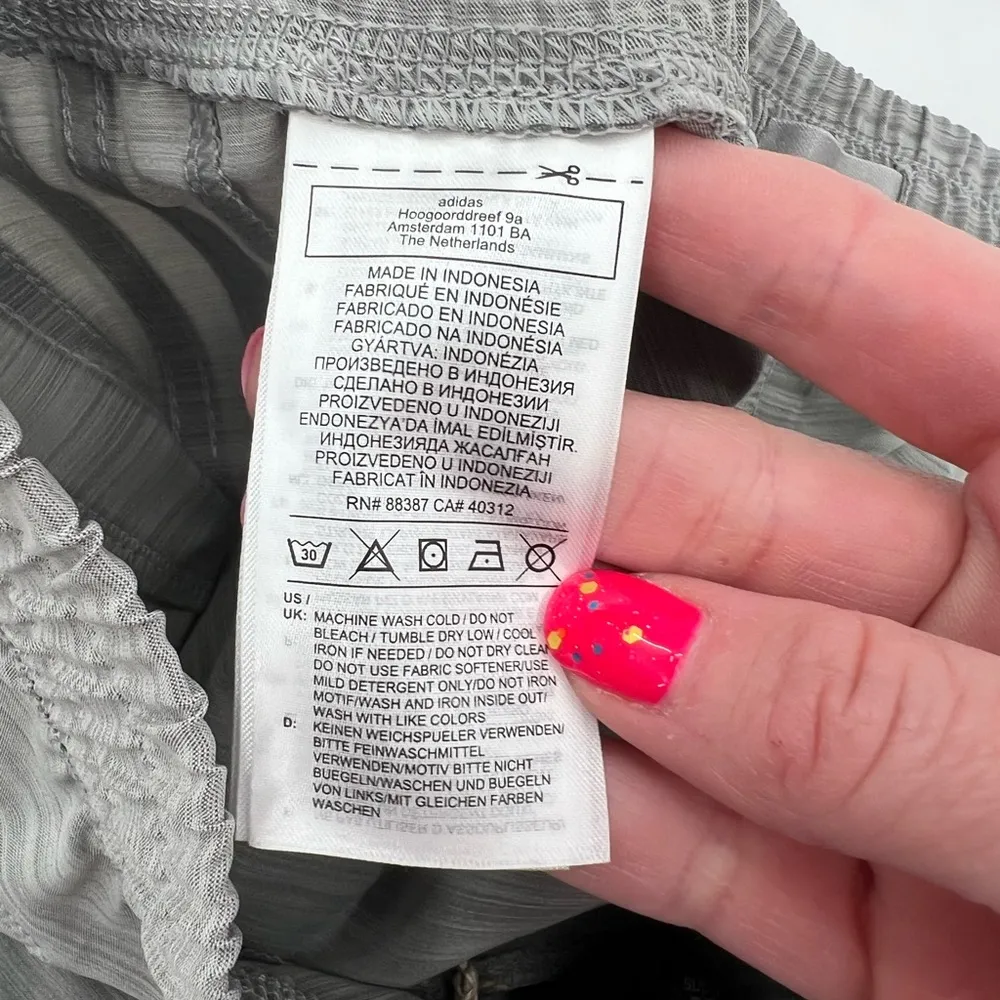 adidas
Hoogoorddreef 9a
Amsterdam 1101 BA
The Netherlands
MADE IN INDONESIA
FABRIQUÉ EN INDONÉSIE
FABRICADO EN INDONESIA
FABRICADO NA INDONÉSIA
GYÁRTVA: INDONÉZIA
ПРОИЗВЕДЕНО В ИНДОНЕЗИЯ
СДЕЛАНО В ИНДОНЕЗИИ
PROIZVEDENO U INDONEZIJI
ENDONEZYA'DA İMAL EDİLMİSTİR.
ИНДОНЕЗИЯДА ЖАСАЛҒАН
PROIZVEDENO U INDONEZIJI
FABRICAT ÎN INDONEZIA
RN# 88387 CA# 40312
30
US /
UK: MACHINE WASH COLD / DO NOT
BLEACH / TUMBLE DRY LOW / COOL
IRON IF NEEDED / DO NOT DRY CLEAN
DO NOT USE FABRIC SOFTENER/USE
MILD DETERGENT ONLY/DO NOT IRON
MOTIF/WASH AND IRON INSIDE OUT/
WASH WITH LIKE COLORS
D: KEINEN WEICHSPUELER VERWENDEN/
BITTE FEINWASCHMITTEL
VERWENDEN/MOTIV BITTE NICHT
BUEGELN/WASCHEN UND BUEGELN
VON LINKS/MIT GLEICHEN FARBEN
WASCHEN